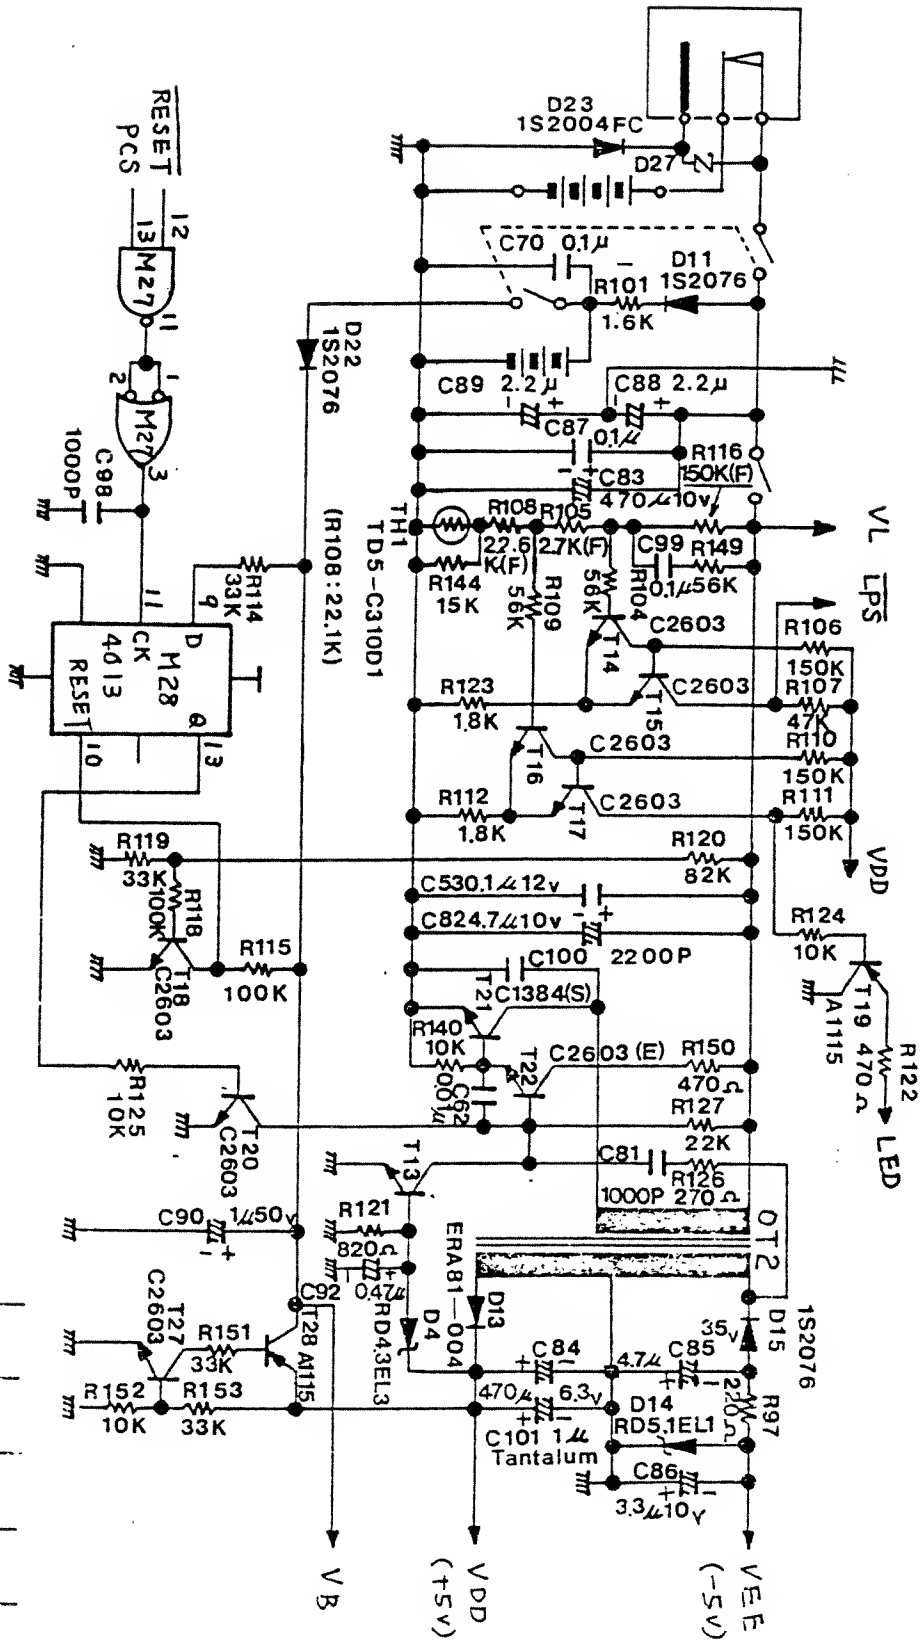 D23
1S2004FC
D27
RESET
PCS
12
13
M27
11
1
2
M27
3
C98
1000P
C70 0.1μ
R101
1.6K
D11
1S2076
D22
1S2076
C89 2.2μ
C88 2.2μ
C87
0.1μ
C83
470μ10v
R116
150K(F)
VL
LPS
TH1
TD5-C310D1
(R108:22.1K)
R108
22.6
K(F)
R105
2.7K(F)
C99
0.1μ
R149
56K
R144
15K
R109
56K
R104
56K
R114
33K
9
11
D
CK
M28
4013
RESET
Q
10
13
T14
C2603
T15
C2603
R106
150K
R107
47K
R110
150K
R111
150K
VDD
R123
1.8K
T16
C2603
T17
C2603
R112
1.8K
R119
33K
R118
100K
T18
C2603
R115
100K
R120
82K
C53 0.1μ 12v
C82 4.7μ 10v
2200P
C100
T21
C1384(S)
R140
10K
T22
C2603(E)
R150
470Ω
C62
0.01μ
R127
22K
R124
10K
T19
A1115
R122
470Ω
LED
R125
10K
T20
C2603
T13
C81
1000P
R126
270Ω
OT2
R121
820Ω
C92
0.47μ
ERA81-004
D13
D4
RD4.3EL3
C90 1μ50v
T27
C2603
R151
33K
T28
A1115
R152
10K
R153
33K
D15
1S2076
35v
C84
470μ
6.3v
4.7μ
C85
R97
220Ω
C101 1μ
Tantalum
D14
RD5.1EL1
C86
3.3μ10v
VB
VDD
(+5V)
VEE
(-5V)